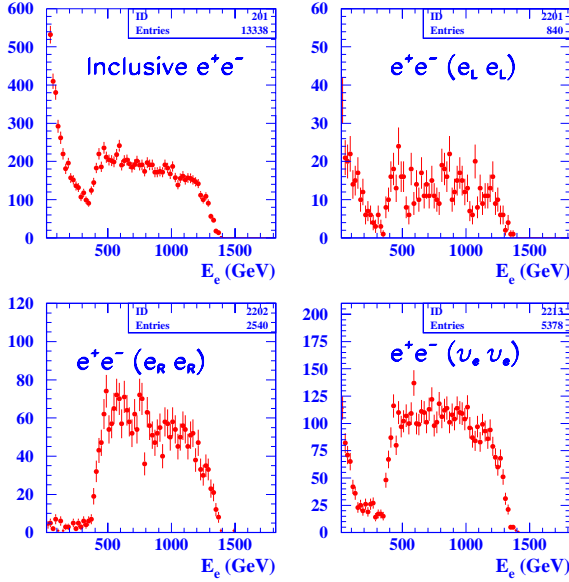 ID 201
Entries 13338
Inclusive e⁺e⁻
600
500
400
300
200
100
0
500 1000 1500
E_e (GeV)
ID 2201
Entries 840
e⁺e⁻ (e_L e_L)
60
50
40
30
20
10
0
500 1000 1500
E_e (GeV)
ID 2202
Entries 2540
e⁺e⁻ (e_R e_R)
120
100
80
60
40
20
0
500 1000 1500
E_e (GeV)
ID 2213
Entries 5378
e⁺e⁻ (υ_e υ_e)
200
175
150
125
100
75
50
25
0
500 1000 1500
E_e (GeV)